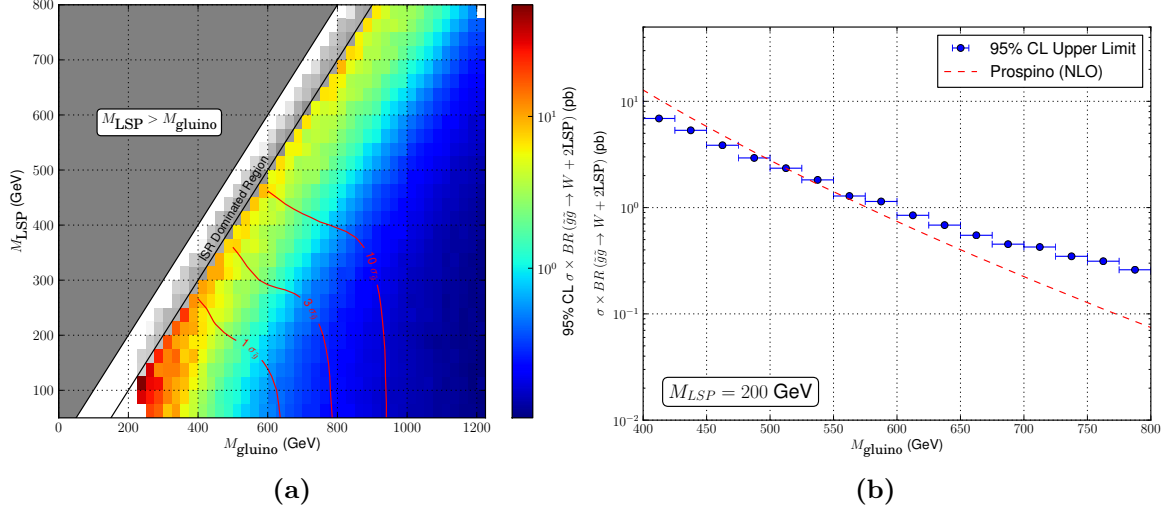 800
700
600
500
400
300
200
100
M_LSP (GeV)
0 200 400 600 800 1000 1200
M_gluino (GeV)
M_LSP > M_gluino
ISR Dominated Region
1 σ_g̃
3 σ_g̃
10 σ_g̃
10^1
10^0
95% CL σ × BR(g̃g̃ → W + 2LSP) (pb)
(a)
σ × BR(g̃g̃ → W + 2LSP) (pb)
10^1
10^0
10^−1
10^−2
400 450 500 550 600 650 700 750 800
M_gluino (GeV)
95% CL Upper Limit
Prospino (NLO)
M_LSP = 200 GeV
(b)